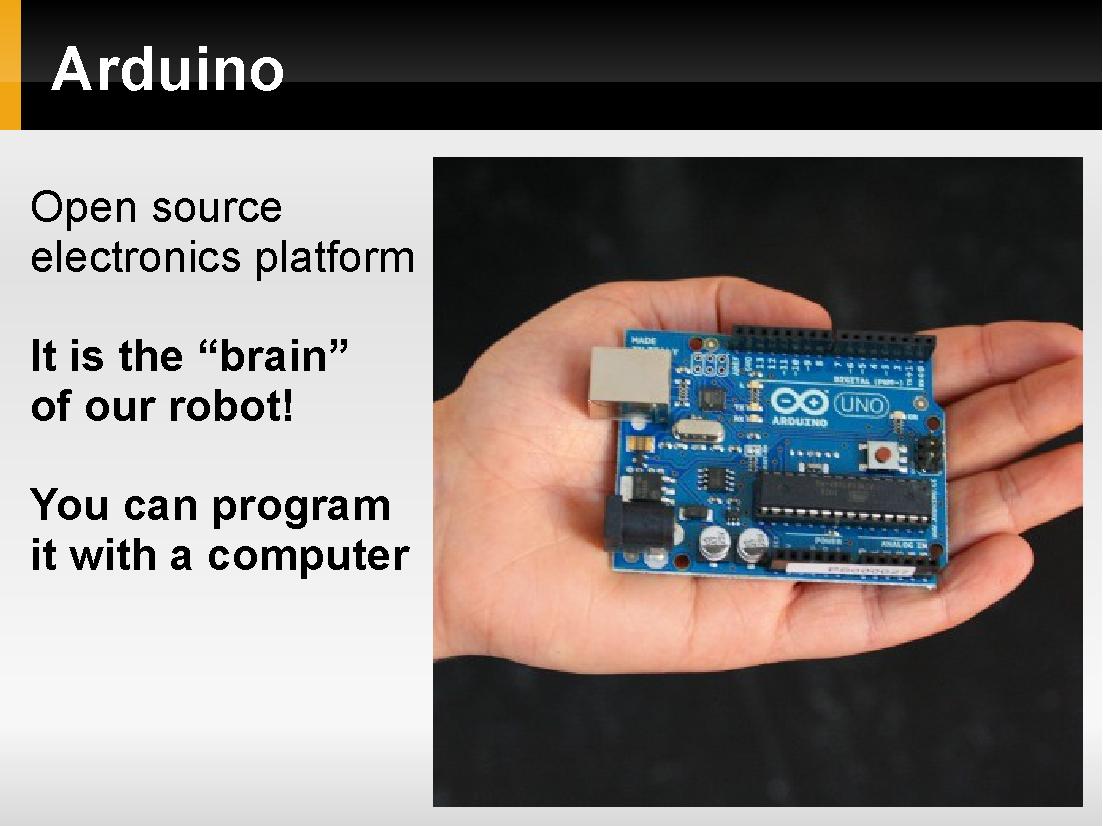 Arduino
Open source
electronics platform
It is the “brain”
of our robot!
You can program
it with a computer
MADE
DIGITAL (PWM~)
UNO
ARDUINO
POWER
ANALOG IN